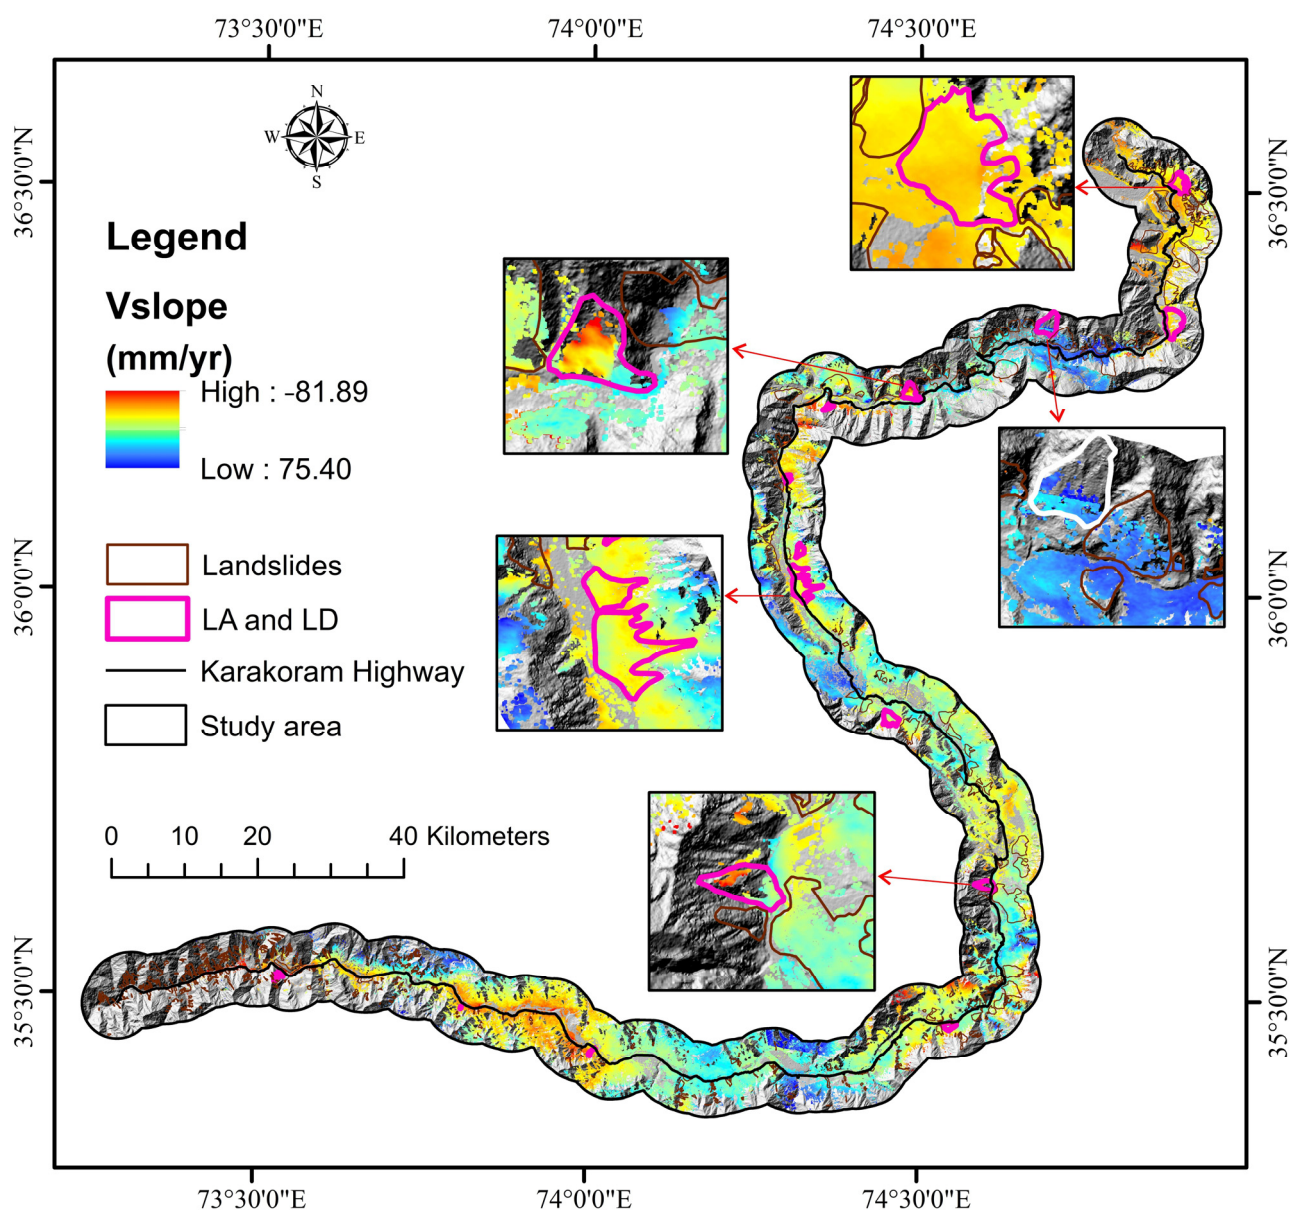 73°30'0"E 74°0'0"E 74°30'0"E
N
W E
S
36°30'0"N 36°30'0"N
Legend
Vslope
(mm/yr)
High : -81.89
Low : 75.40
Landslides
36°0'0"N 36°0'0"N
LA and LD
Karakoram Highway
Study area
0 10 20 40 Kilometers
35°30'0"N 35°30'0"N
73°30'0"E 74°0'0"E 74°30'0"E